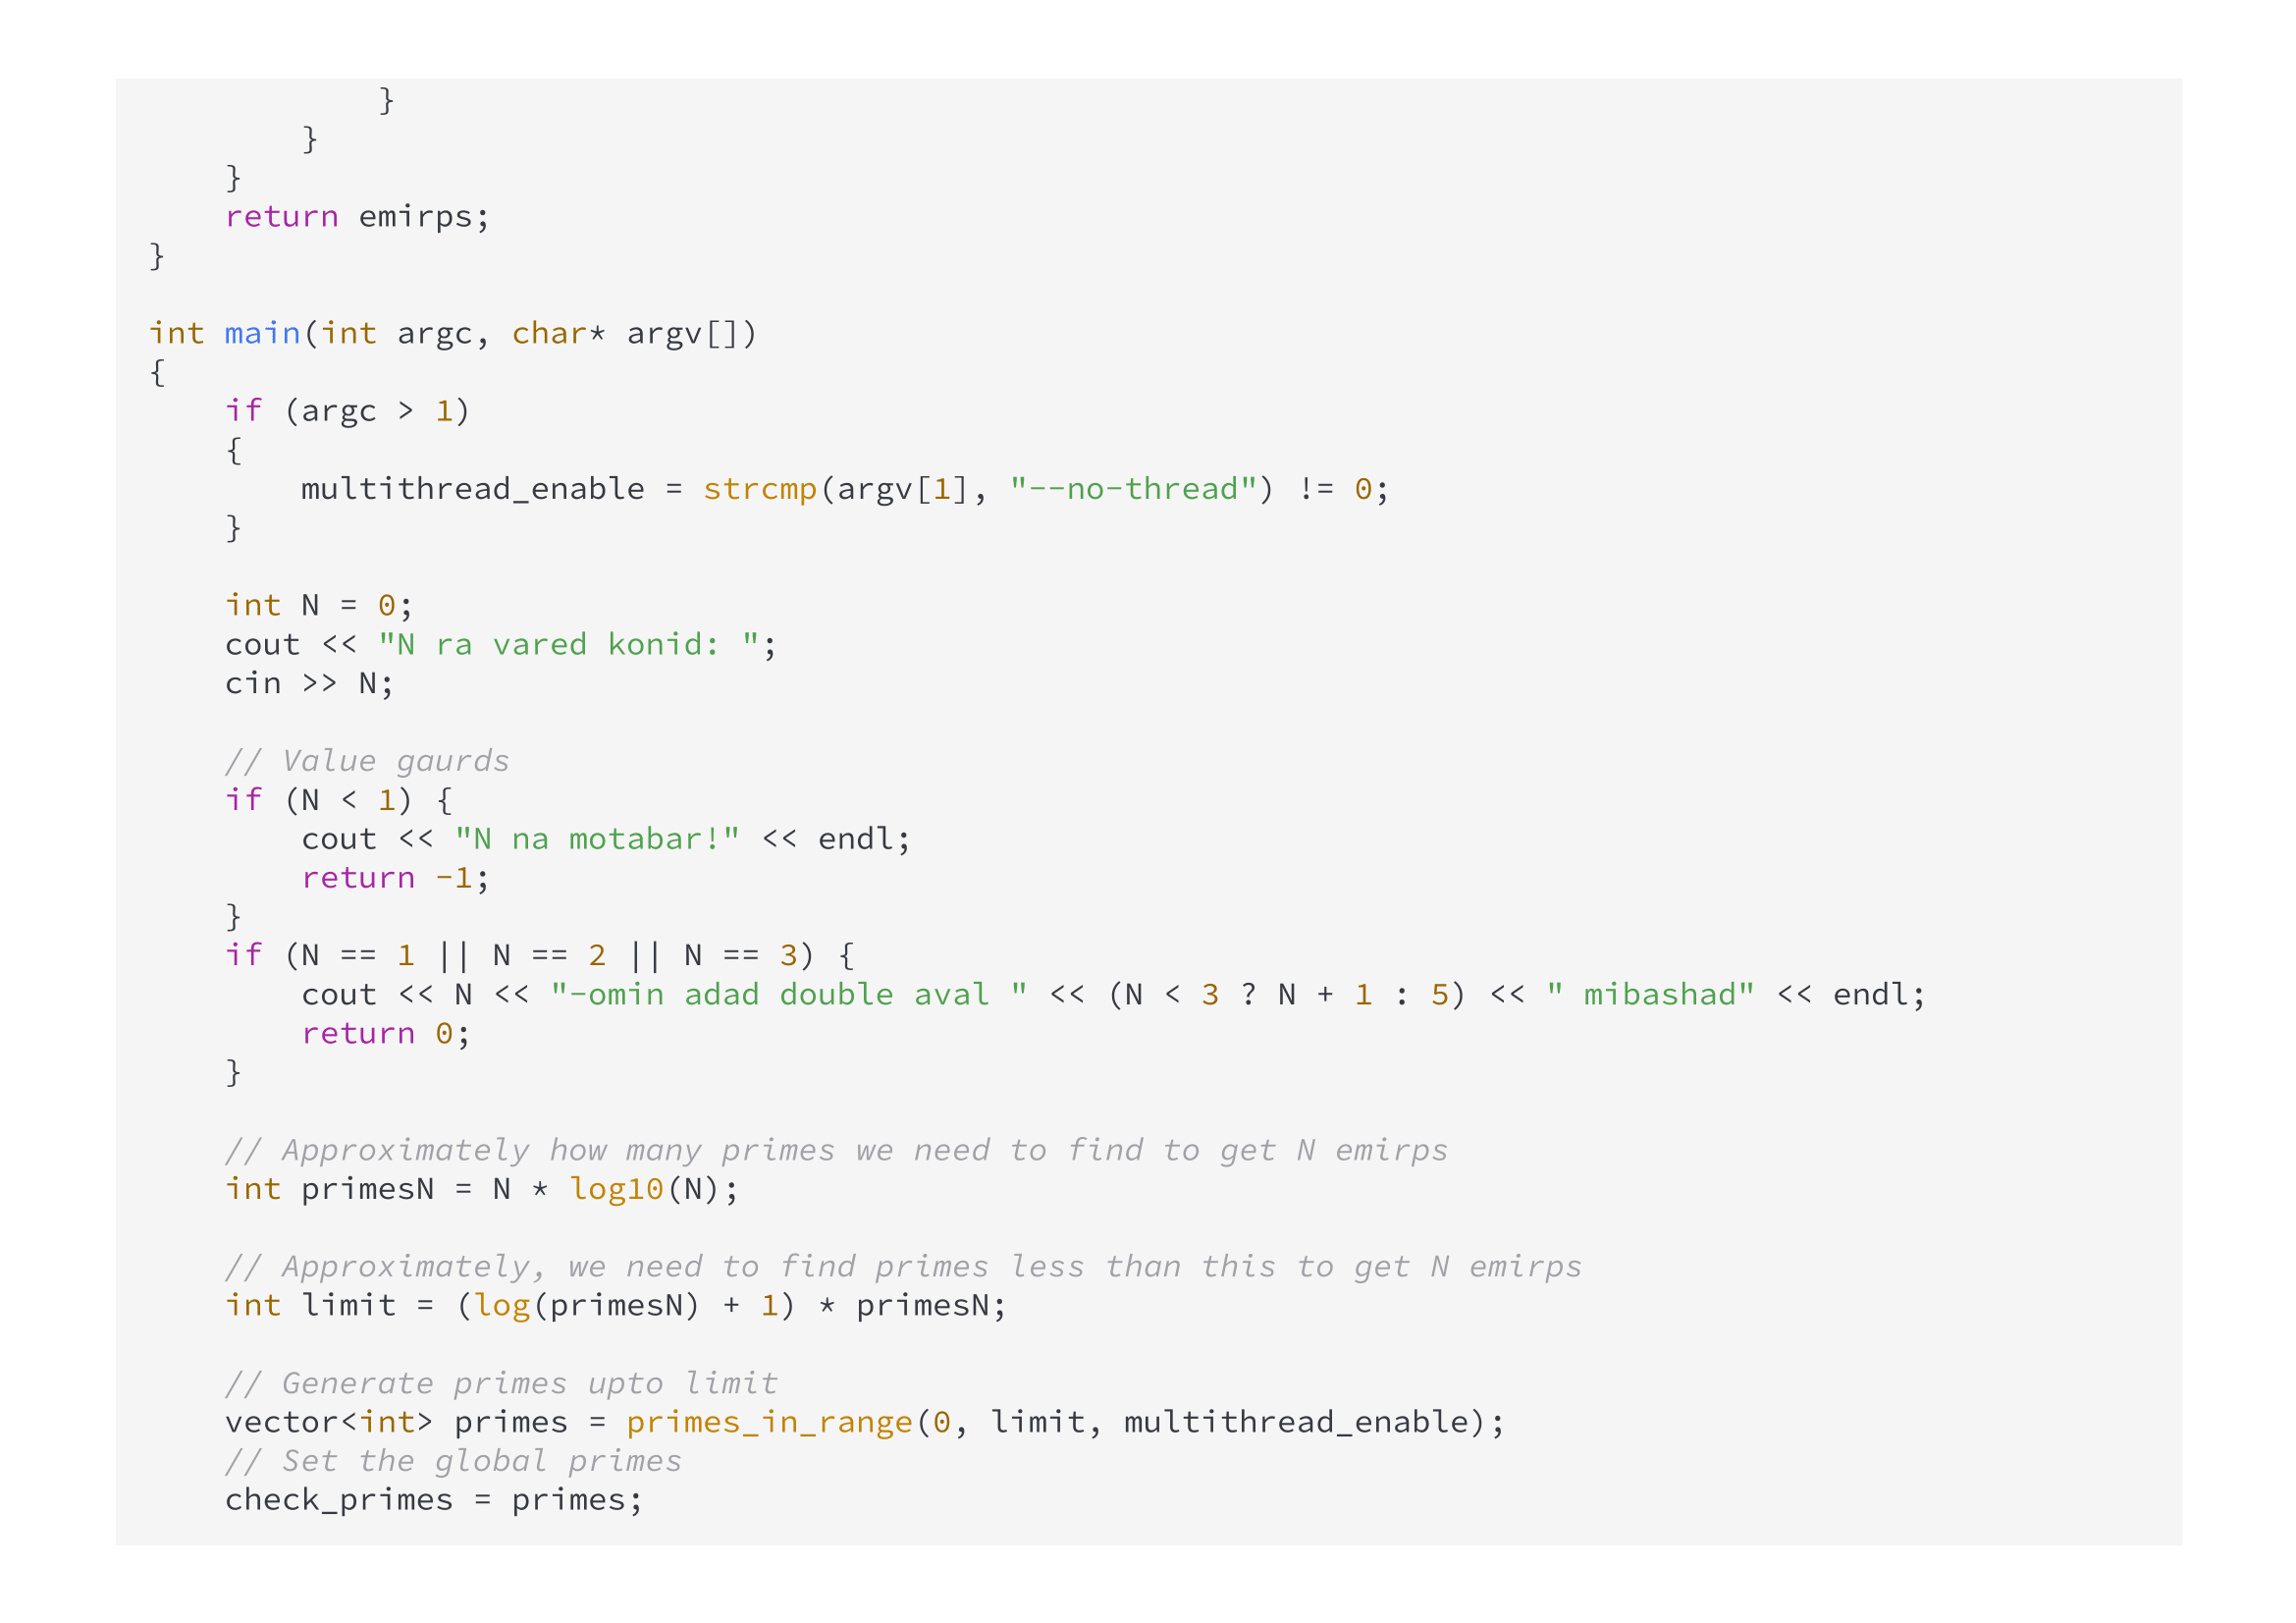 }
        }
    }
    return emirps;
}

int main(int argc, char* argv[])
{
    if (argc > 1)
    {
        multithread_enable = strcmp(argv[1], "--no-thread") != 0;
    }

    int N = 0;
    cout << "N ra vared konid: ";
    cin >> N;

    // Value gaurds
    if (N < 1) {
        cout << "N na motabar!" << endl;
        return -1;
    }
    if (N == 1 || N == 2 || N == 3) {
        cout << N << "-omin adad double aval " << (N < 3 ? N + 1 : 5) << " mibashad" << endl;
        return 0;
    }

    // Approximately how many primes we need to find to get N emirps
    int primesN = N * log10(N);

    // Approximately, we need to find primes less than this to get N emirps
    int limit = (log(primesN) + 1) * primesN;

    // Generate primes upto limit
    vector<int> primes = primes_in_range(0, limit, multithread_enable);
    // Set the global primes
    check_primes = primes;